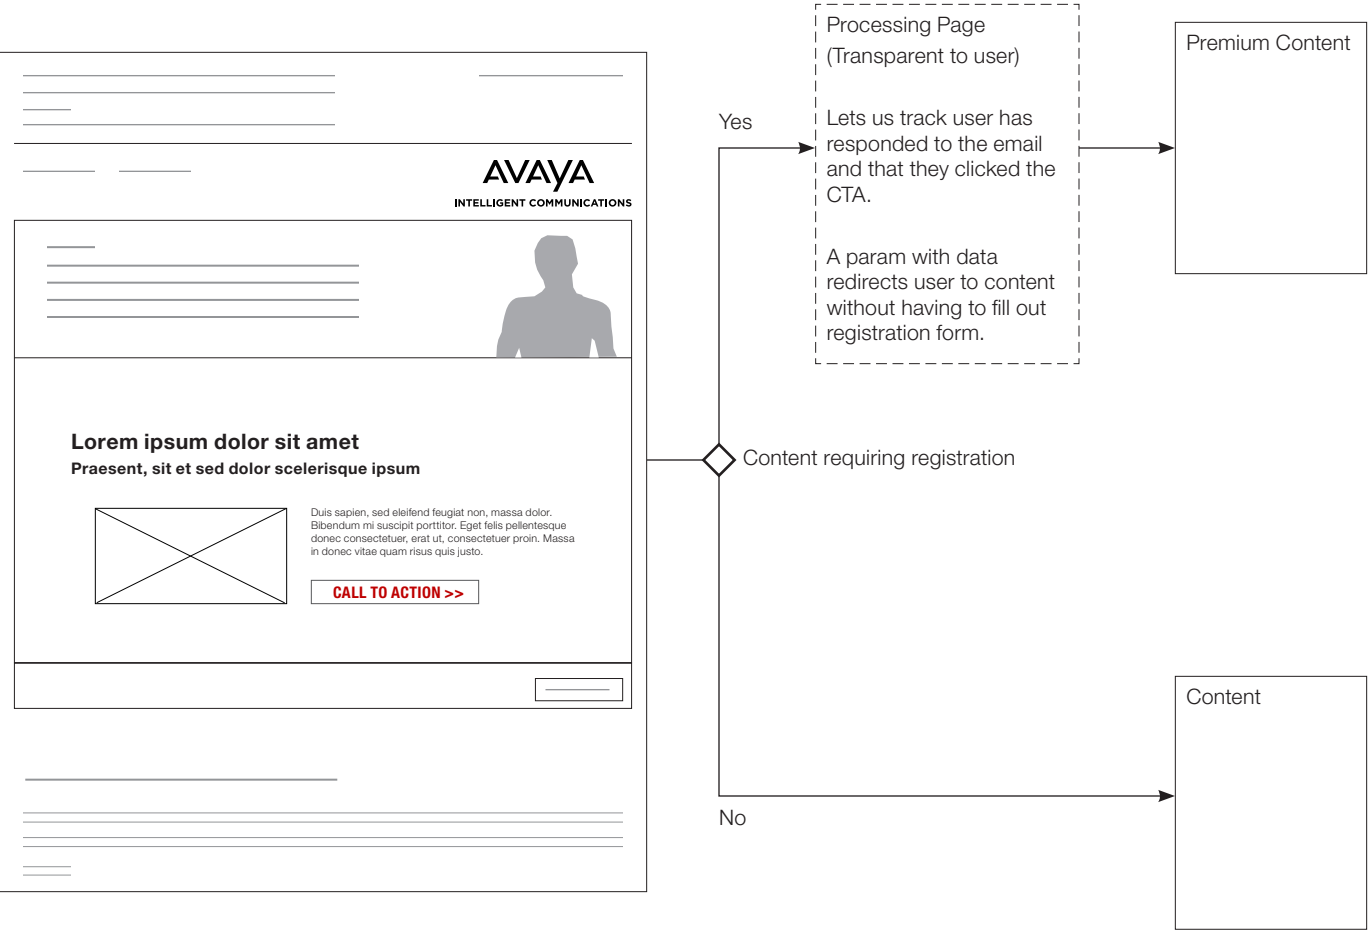 AVAYA
INTELLIGENT COMMUNICATIONS
Lorem ipsum dolor sit amet
Praesent, sit et sed dolor scelerisque ipsum
Duis sapien, sed eleifend feugiat non, massa dolor.
Bibendum mi suscipit porttitor. Eget felis pellentesque
donec consectetuer, erat ut, consectetuer proin. Massa
in donec vitae quam risus quis justo.
CALL TO ACTION >>
Content requiring registration
Yes
Processing Page
(Transparent to user)
Lets us track user has
responded to the email
and that they clicked the
CTA.
A param with data
redirects user to content
without having to fill out
registration form.
Premium Content
No
Content